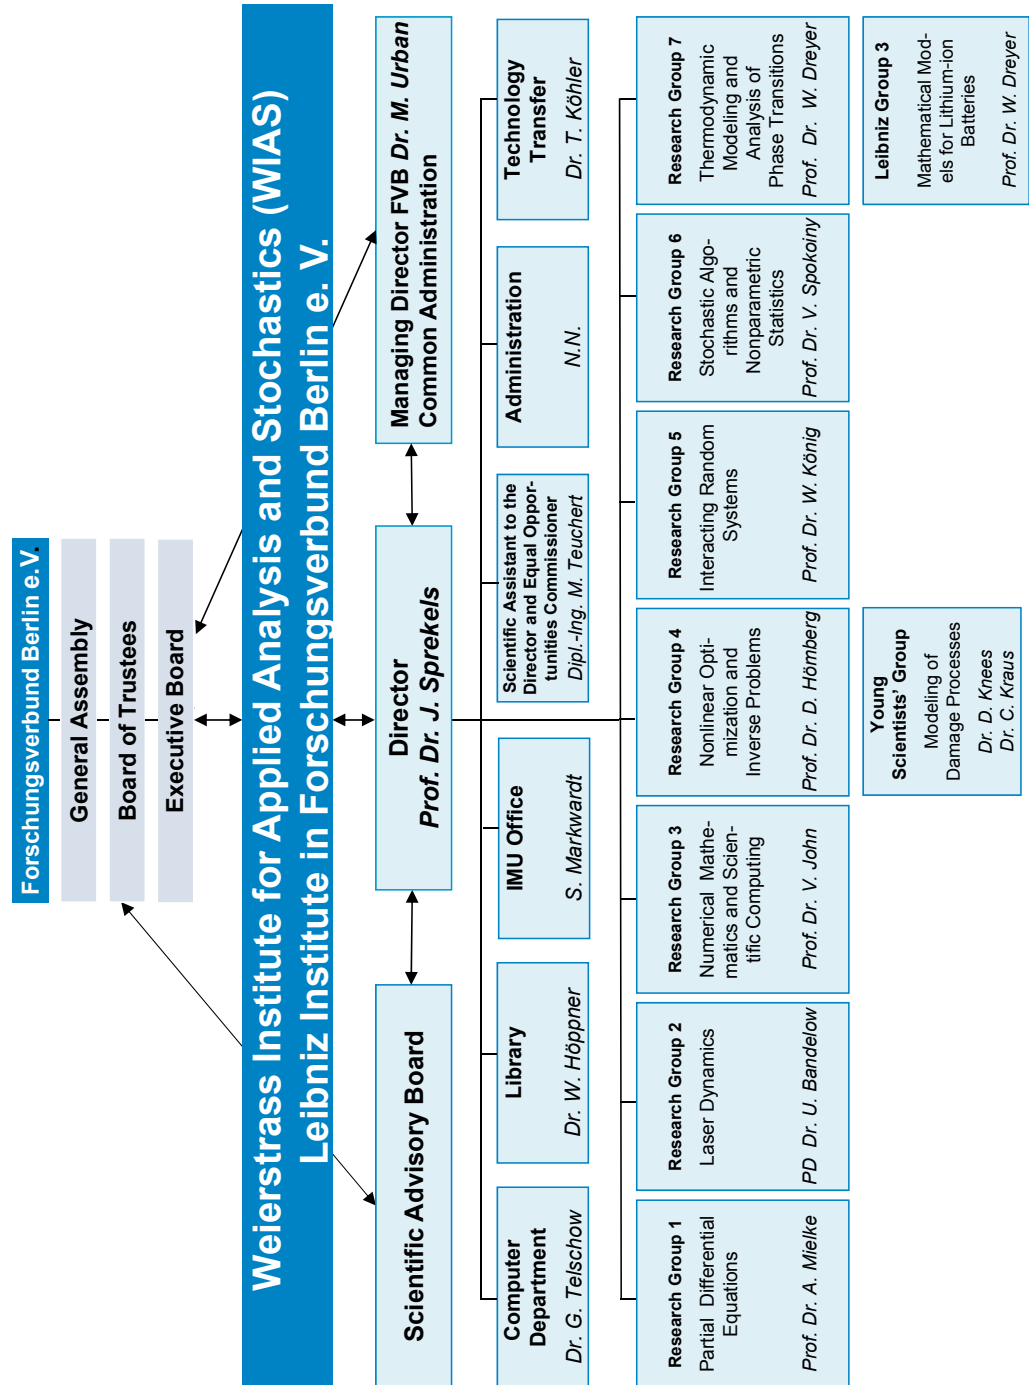 Forschungsverbund Berlin e.V.
General Assembly
Board of Trustees
Executive Board
Weierstrass Institute for Applied Analysis and Stochastics (WIAS)
Leibniz Institute in Forschungsverbund Berlin e. V.
Scientific Advisory Board
Director
Prof. Dr. J. Sprekels
Managing Director FVB Dr. M. Urban
Common Administration
Computer
Department
Dr. G. Telschow
Library
Dr. W. Höppner
IMU Office
S. Markwardt
Scientific Assistant to the
Director and Equal Oppor-
tunities Commissioner
Dipl.-Ing. M. Teuchert
Administration
N.N.
Technology
Transfer
Dr. T. Köhler
Research Group 1
Partial Differential
Equations
Prof. Dr. A. Mielke
Research Group 2
Laser Dynamics
PD Dr. U. Bandelow
Research Group 3
Numerical Mathe-
matics and Scien-
tific Computing
Prof. Dr. V. John
Research Group 4
Nonlinear Opti-
mization and
Inverse Problems
Prof. Dr. D. Hömberg
Research Group 5
Interacting Random
Systems
Prof. Dr. W. König
Research Group 6
Stochastic Algo-
rithms and
Nonparametric
Statistics
Prof. Dr. V. Spokoiny
Research Group 7
Thermodynamic
Modeling and
Analysis of
Phase Transitions
Prof. Dr. W. Dreyer
Young
Scientists' Group
Modeling of
Damage Processes
Dr. D. Knees
Dr. C. Kraus
Leibniz Group 3
Mathematical Mod-
els for Lithium-ion
Batteries
Prof. Dr. W. Dreyer